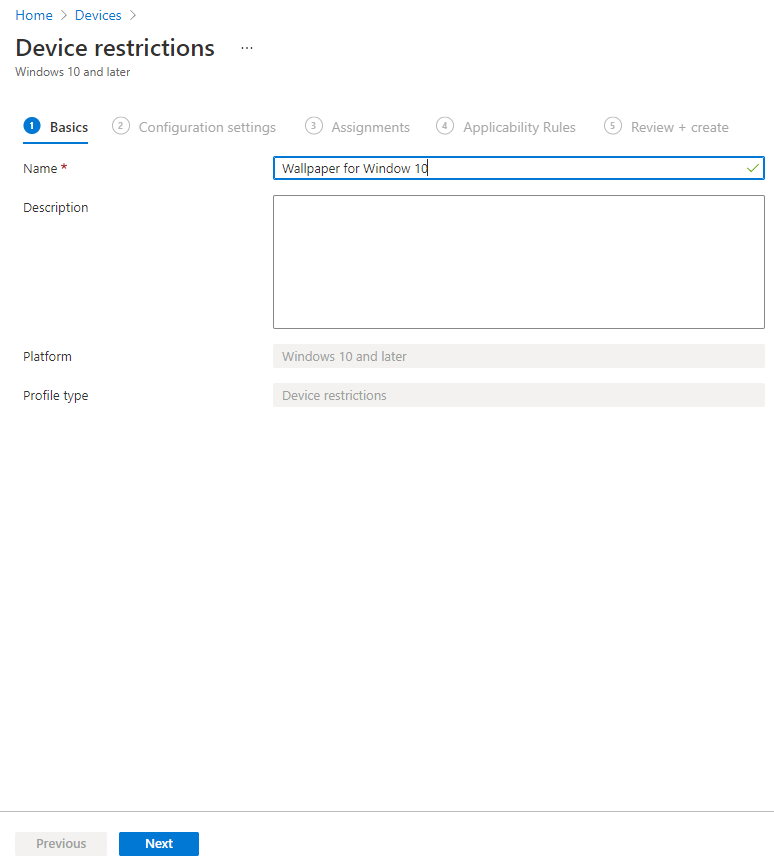 Home > Devices >
Device restrictions ...
Windows 10 and later
1 Basics 2 Configuration settings 3 Assignments 4 Applicability Rules 5 Review + create
Name * Wallpaper for Window 10
Description
Platform Windows 10 and later
Profile type Device restrictions
Previous Next